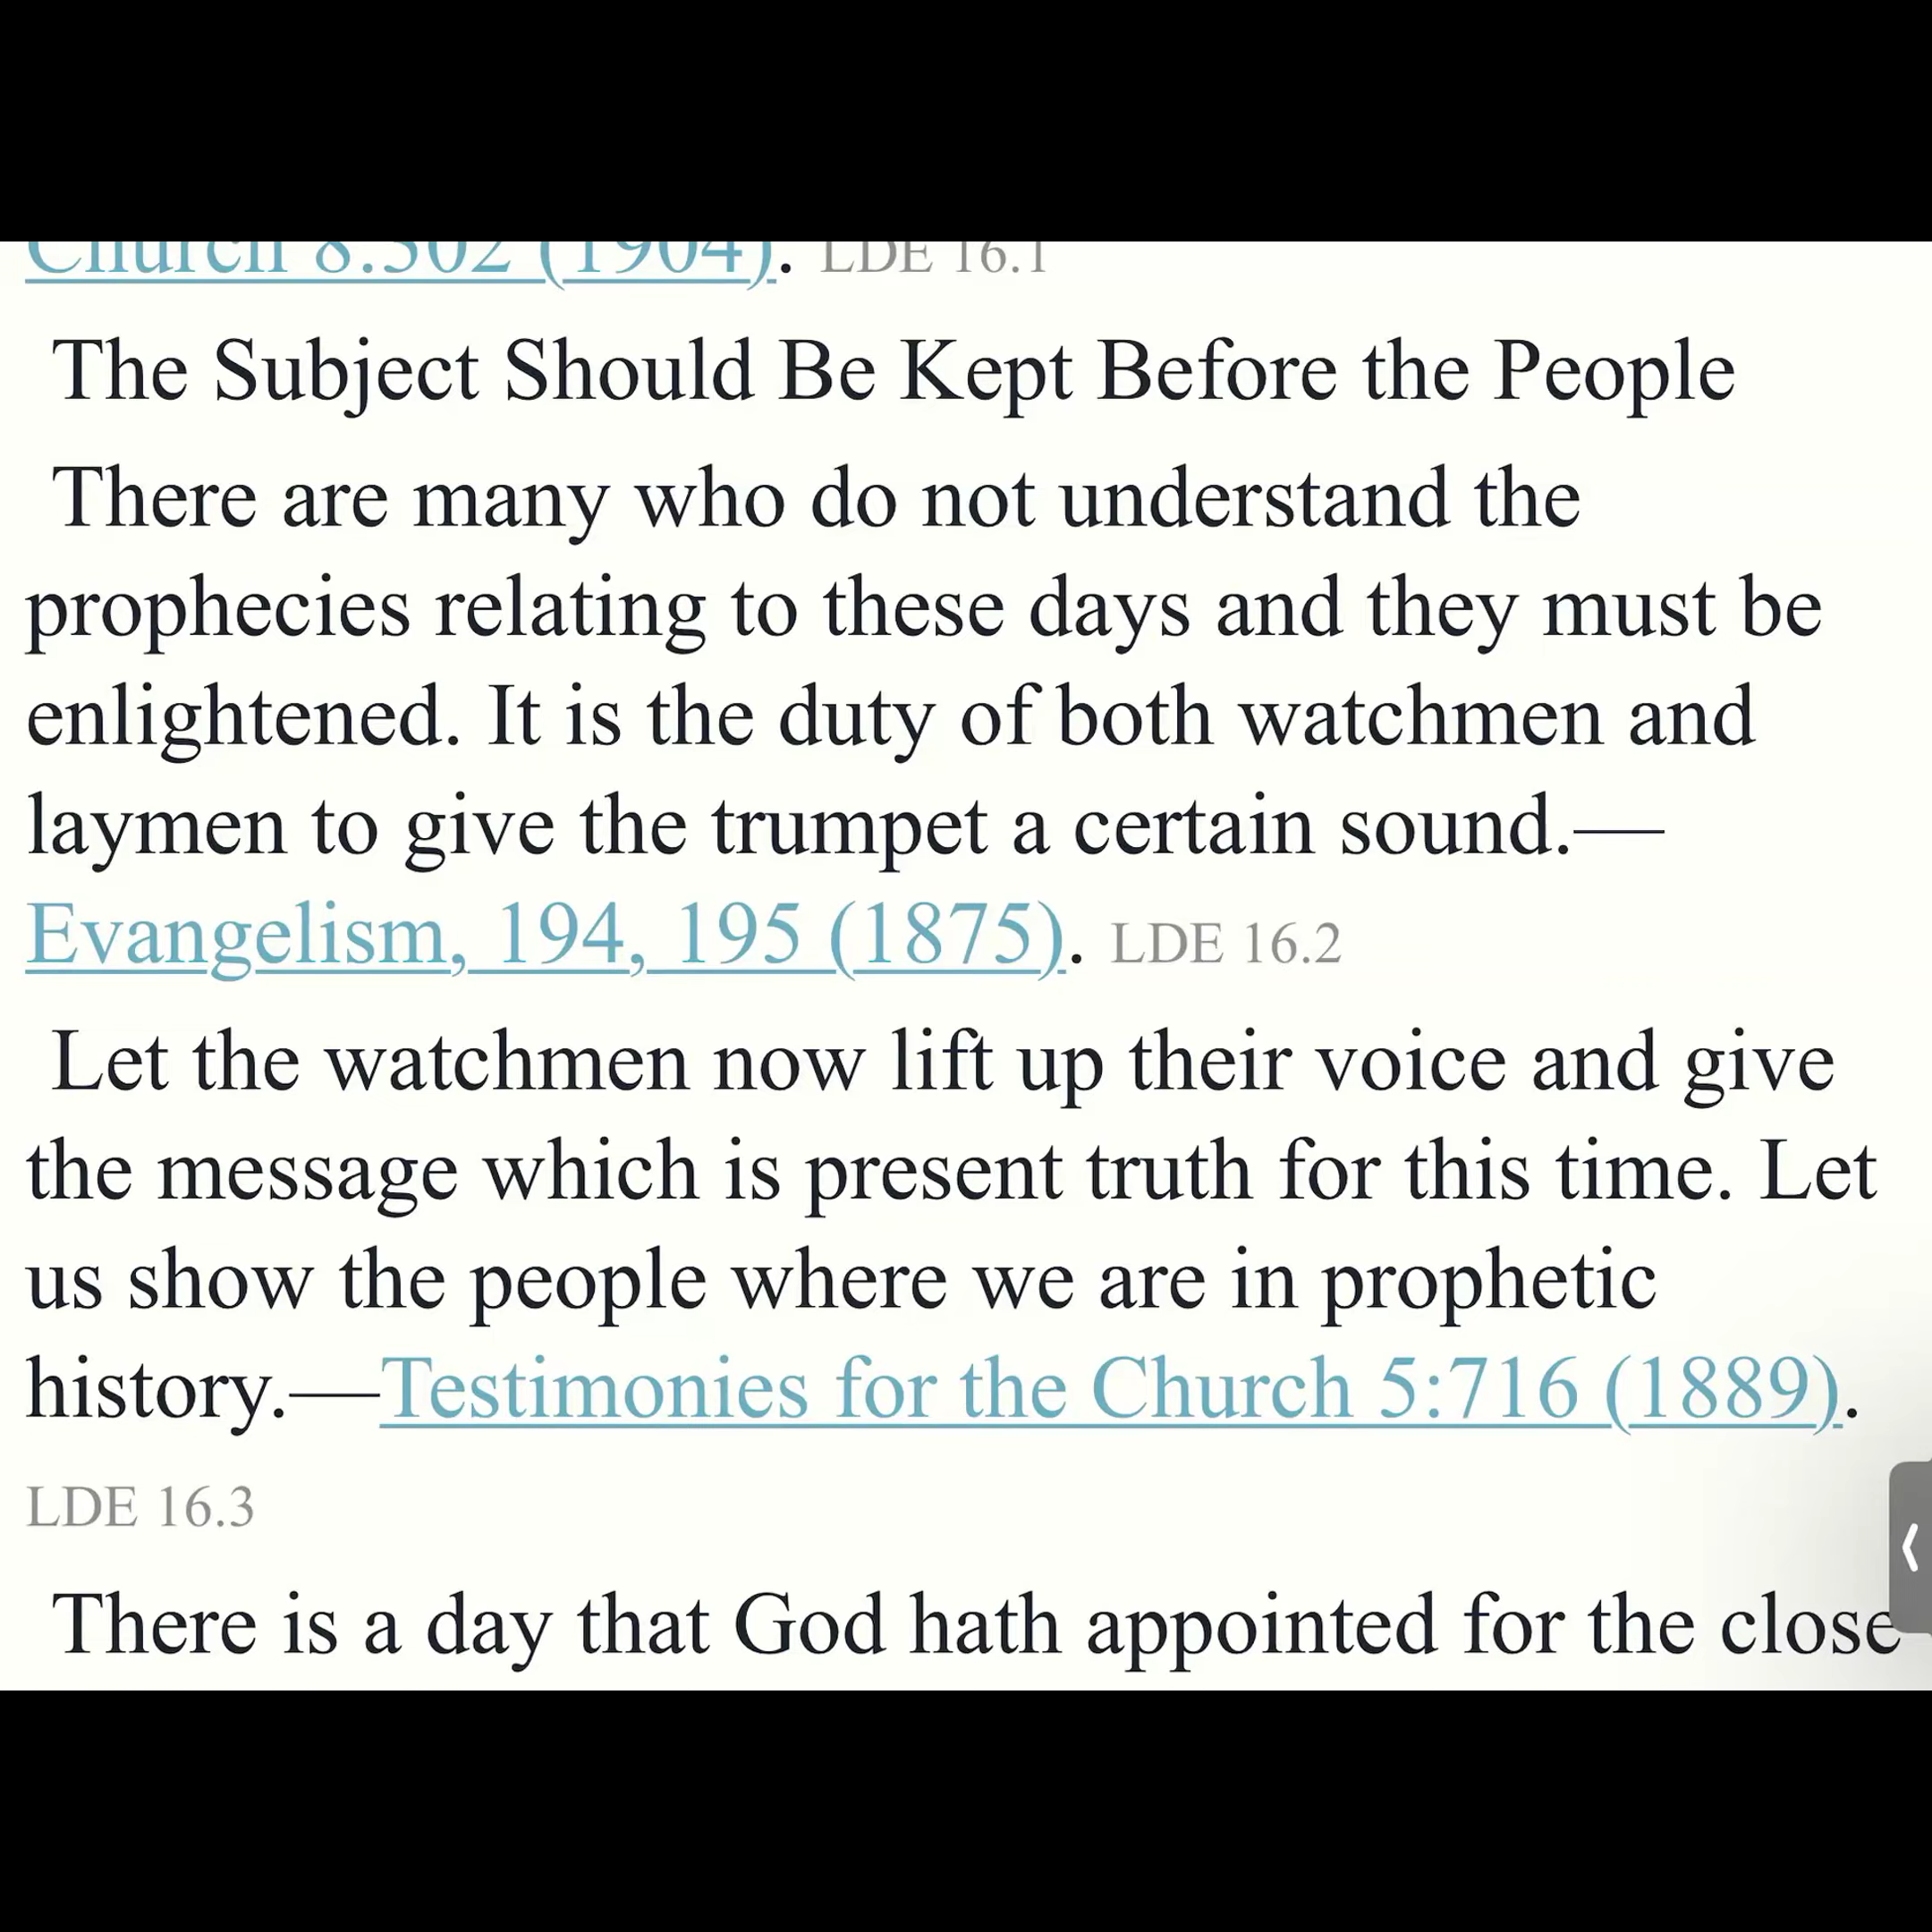 Church 8:302 (1904). LDE 16.1
The Subject Should Be Kept Before the People
There are many who do not understand the
prophecies relating to these days and they must be
enlightened. It is the duty of both watchmen and
laymen to give the trumpet a certain sound.—
Evangelism, 194, 195 (1875). LDE 16.2
Let the watchmen now lift up their voice and give
the message which is present truth for this time. Let
us show the people where we are in prophetic
history.—Testimonies for the Church 5:716 (1889).
LDE 16.3
There is a day that God hath appointed for the close